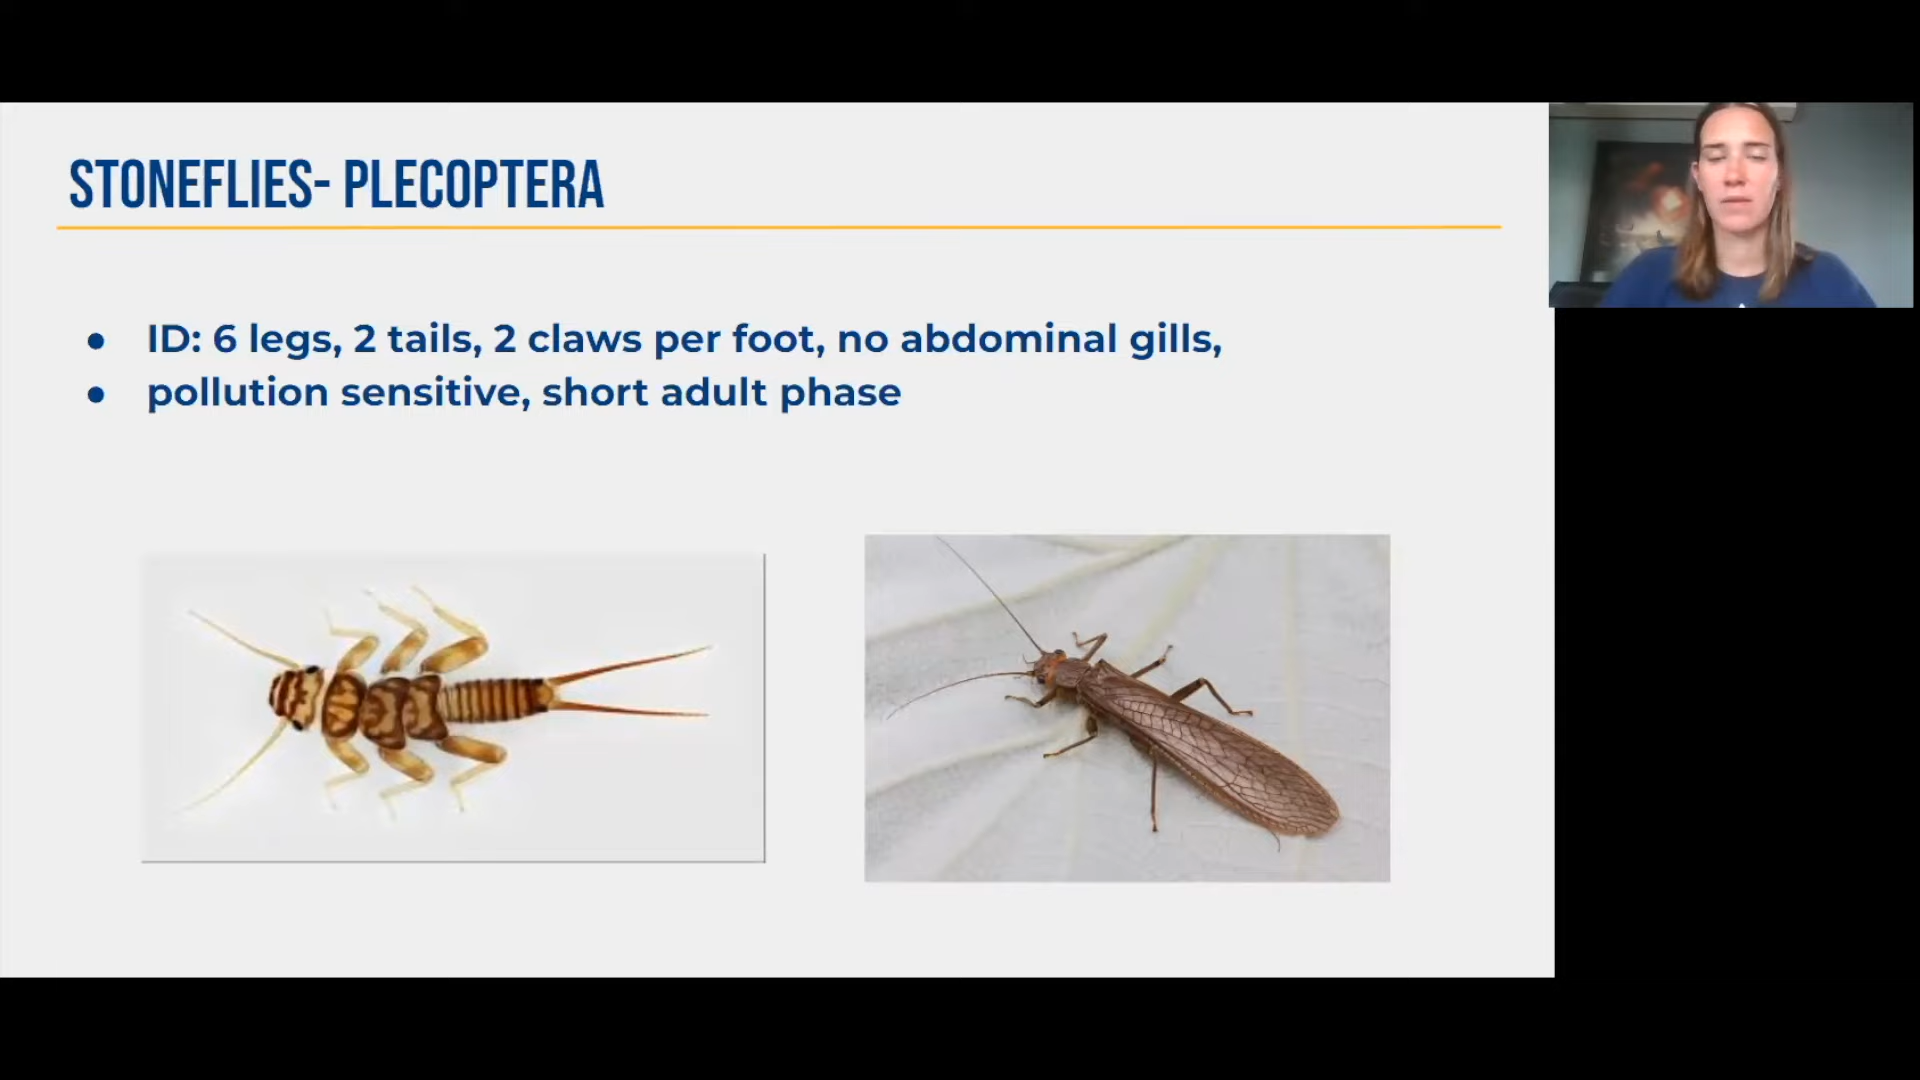 STONEFLIES- PLECOPTERA
● ID: 6 legs, 2 tails, 2 claws per foot, no abdominal gills,
● pollution sensitive, short adult phase